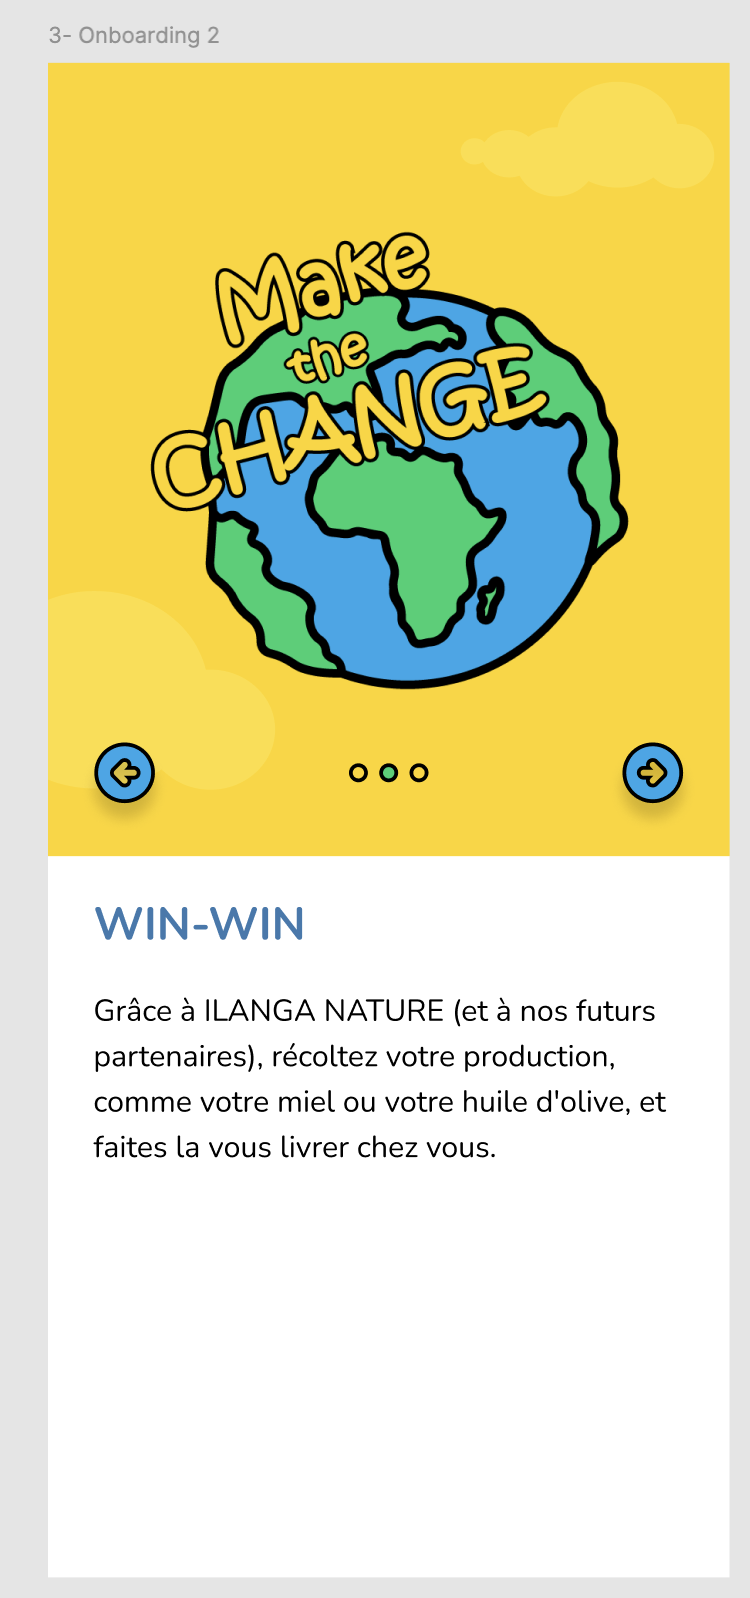 3- Onboarding 2
Make
the
CHANGE
WIN-WIN
Grâce à ILANGA NATURE (et à nos futurs
partenaires), récoltez votre production,
comme votre miel ou votre huile d'olive, et
faites la vous livrer chez vous.